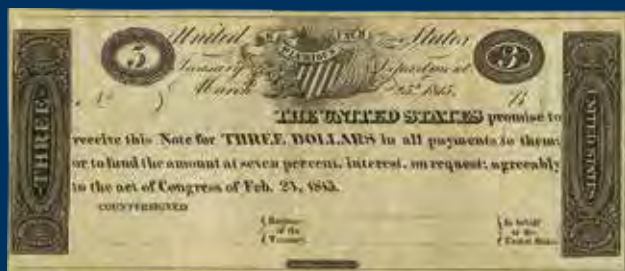 3 United States 3
Treasury Department
March 25th 1815.
No B
THE UNITED STATES promise to
receive this Note for THREE DOLLARS in all payments to them
or to fund the amount at seven percent. interest, on request; agreeably
to the act of Congress of Feb. 24, 1815.
COUNTERSIGNED
Register of the Treasury.
In behalf of the United States.
THREE
UNITED STATES